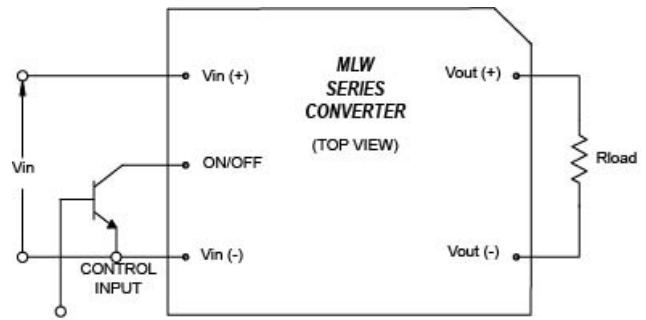 Vin (+)
MLW
SERIES
CONVERTER
(TOP VIEW)
Vout (+)
ON/OFF
Vin
Rload
Vin (-)
Vout (-)
CONTROL
INPUT